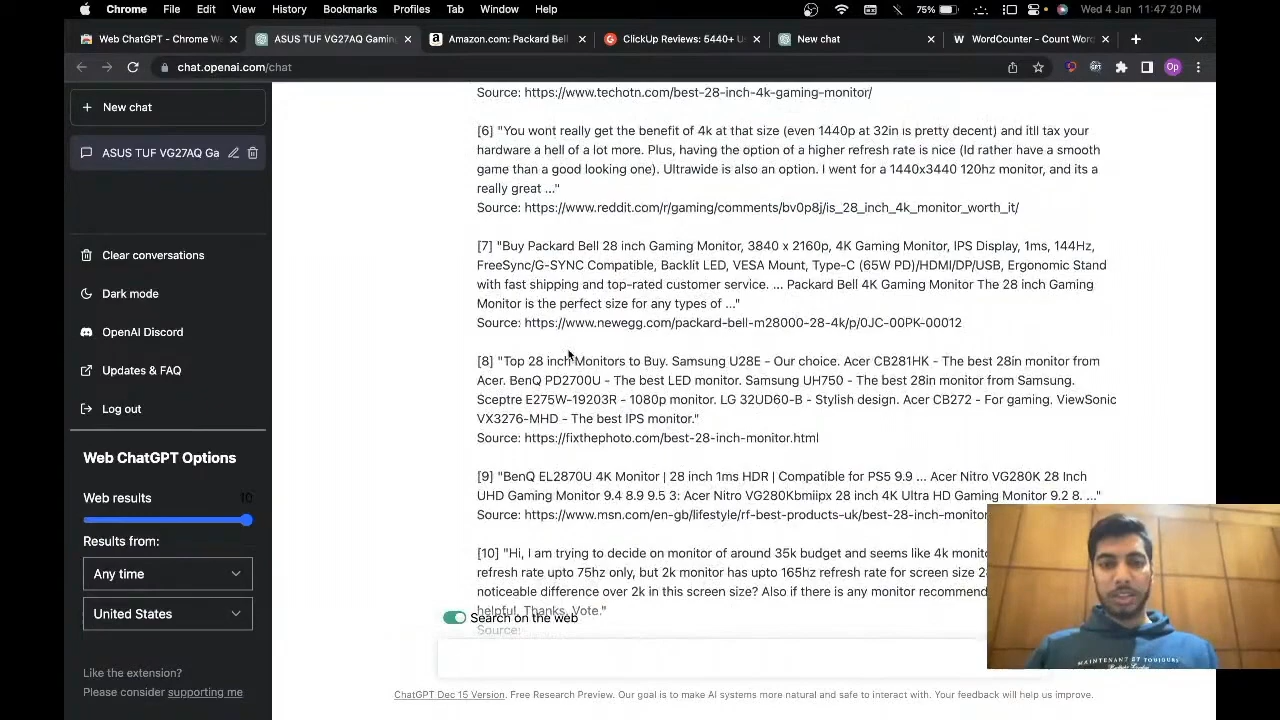 Chrome File Edit View History Bookmarks Profiles Tab Window Help 75% Wed 4 Jan 11:47:20 PM
Web ChatGPT - Chrome We ASUS TUF VG27AQ Gamin Amazon.com: Packard Bell ClickUp Reviews: 5440+ U New chat WordCounter - Count Word
chat.openai.com/chat Op
New chat
ASUS TUF VG27AQ Ga
Clear conversations
Dark mode
OpenAI Discord
Updates & FAQ
Log out
Web ChatGPT Options
Web results 10
Results from:
Any time
United States
Like the extension?
Please consider supporting me
Source: https://www.techotn.com/best-28-inch-4k-gaming-monitor/
[6] "You wont really get the benefit of 4k at that size (even 1440p at 32in is pretty decent) and itll tax your
hardware a hell of a lot more. Plus, having the option of a higher refresh rate is nice (Id rather have a smooth
game than a good looking one). Ultrawide is also an option. I went for a 1440x3440 120hz monitor, and its a
really great ..."
Source: https://www.reddit.com/r/gaming/comments/bv0p8j/is_28_inch_4k_monitor_worth_it/
[7] "Buy Packard Bell 28 inch Gaming Monitor, 3840 x 2160p, 4K Gaming Monitor, IPS Display, 1ms, 144Hz,
FreeSync/G-SYNC Compatible, Backlit LED, VESA Mount, Type-C (65W PD)/HDMI/DP/USB, Ergonomic Stand
with fast shipping and top-rated customer service. ... Packard Bell 4K Gaming Monitor The 28 inch Gaming
Monitor is the perfect size for any types of ..."
Source: https://www.newegg.com/packard-bell-m28000-28-4k/p/0JC-00PK-00012
[8] "Top 28 inch Monitors to Buy. Samsung U28E - Our choice. Acer CB281HK - The best 28in monitor from
Acer. BenQ PD2700U - The best LED monitor. Samsung UH750 - The best 28in monitor from Samsung.
Sceptre E275W-19203R - 1080p monitor. LG 32UD60-B - Stylish design. Acer CB272 - For gaming. ViewSonic
VX3276-MHD - The best IPS monitor."
Source: https://fixthephoto.com/best-28-inch-monitor.html
[9] "BenQ EL2870U 4K Monitor | 28 inch 1ms HDR | Compatible for PS5 9.9 ... Acer Nitro VG280K 28 Inch
UHD Gaming Monitor 9.4 8.9 9.5 3: Acer Nitro VG280Kbmiipx 28 inch 4K Ultra HD Gaming Monitor 9.2 8. ..."
Source: https://www.msn.com/en-gb/lifestyle/rf-best-products-uk/best-28-inch-monitor
[10] "Hi, I am trying to decide on monitor of around 35k budget and seems like 4k monit
refresh rate upto 75hz only, but 2k monitor has upto 165hz refresh rate for screen size 2
noticeable difference over 2k in this screen size? Also if there is any monitor recommend
helpful. Thanks. Vote."
Search on the web
Source:
ChatGPT Dec 15 Version. Free Research Preview. Our goal is to make AI systems more natural and safe to interact with. Your feedback will help us improve.
MAINTENANT ET TOUJOURS